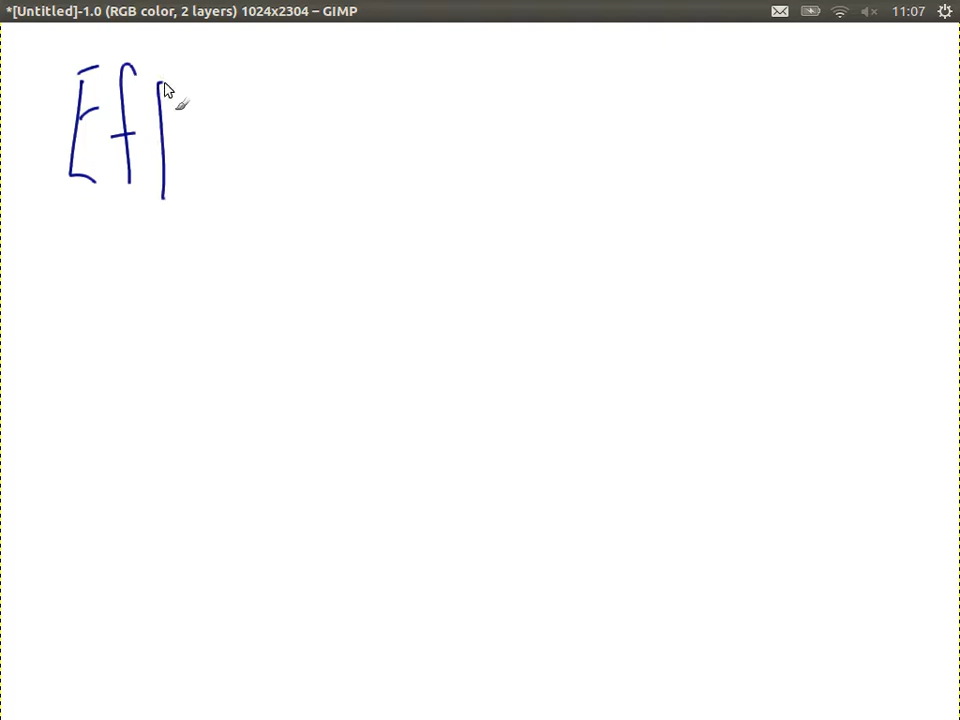 *[Untitled]-1.0 (RGB color, 2 layers) 1024x2304 – GIMP 11:07
Ef